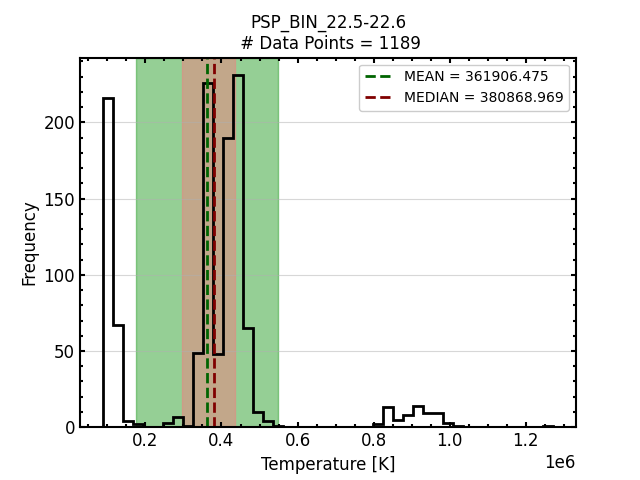 PSP_BIN_22.5-22.6
# Data Points = 1189
MEAN = 361906.475
MEDIAN = 380868.969
200
150
100
50
0
Frequency
0.2 0.4 0.6 0.8 1.0 1.2
Temperature [K]
1e6